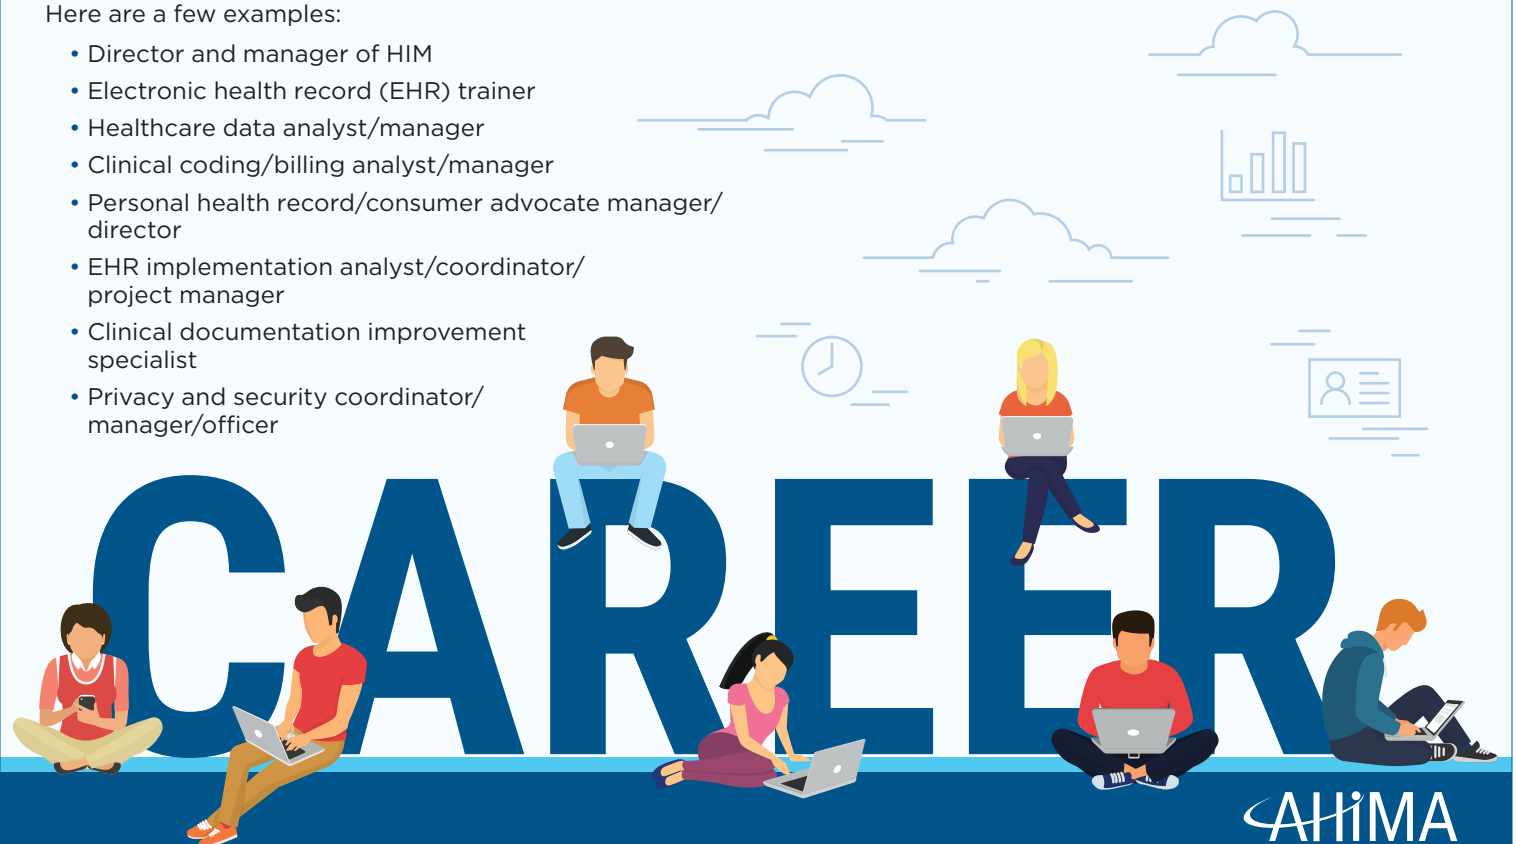 Here are a few examples:
• Director and manager of HIM
• Electronic health record (EHR) trainer
• Healthcare data analyst/manager
• Clinical coding/billing analyst/manager
• Personal health record/consumer advocate manager/
director
• EHR implementation analyst/coordinator/
project manager
• Clinical documentation improvement
specialist
• Privacy and security coordinator/
manager/officer
CAREER
AHiMA